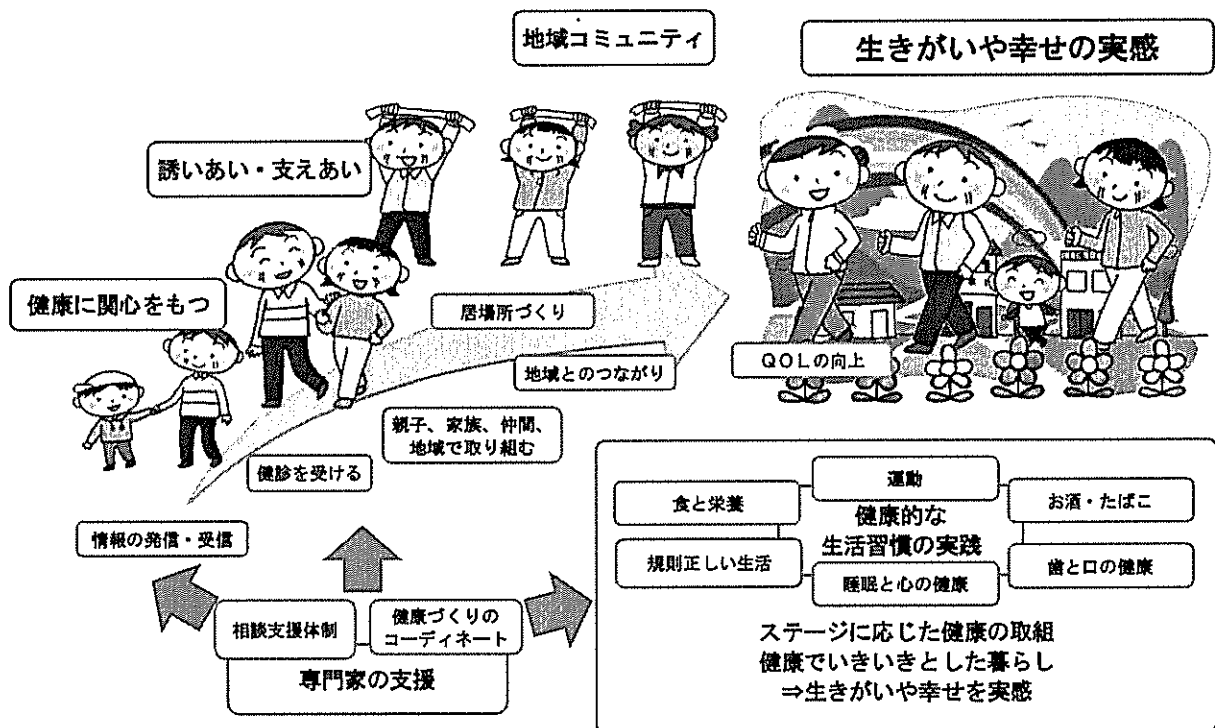 地域コミュニティ
生きがいや幸せの実感
誘いあい・支えあい
健康に関心をもつ
居場所づくり
地域とのつながり
QOLの向上
親子、家族、仲間、
地域で取り組む
健診を受ける
情報の発信・受信
相談支援体制
健康づくりの
コーディネート
専門家の支援
運動
食と栄養
お酒・たばこ
健康的な
生活習慣の実践
規則正しい生活
睡眠と心の健康
歯と口の健康
ステージに応じた健康の取組
健康でいきいきとした暮らし
⇒生きがいや幸せを実感